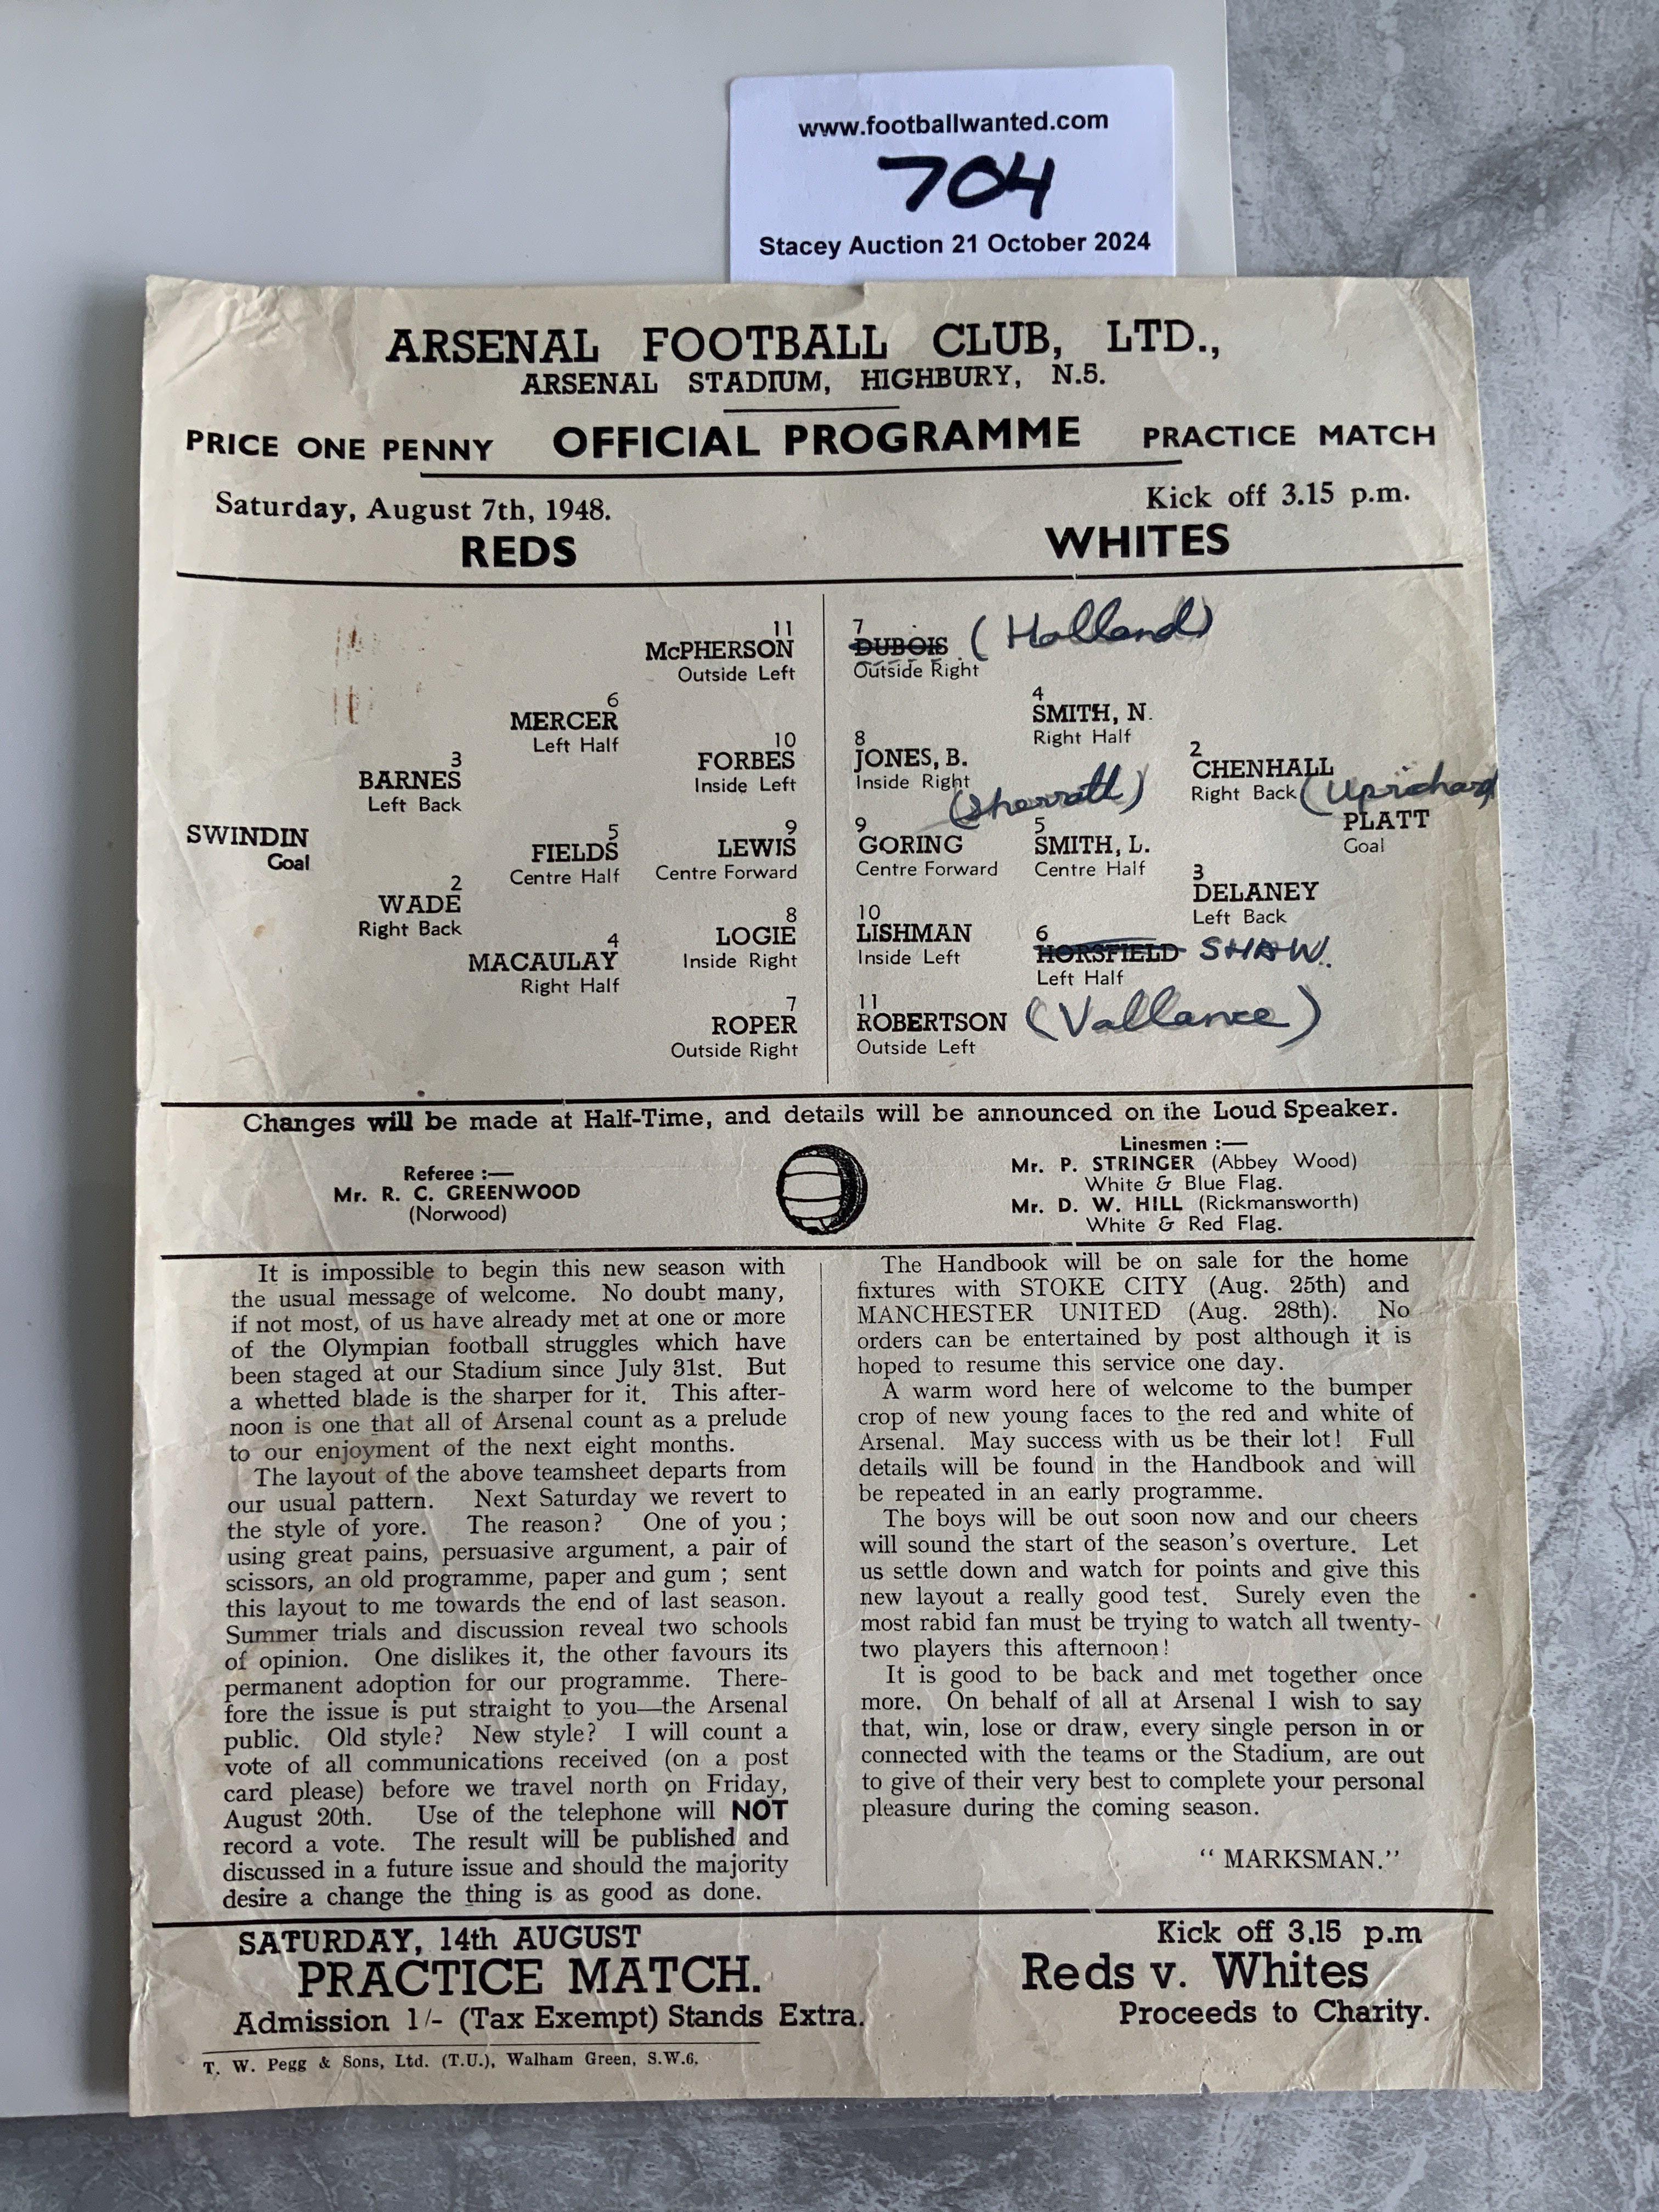 www.footballwanted.com
704
Stacey Auction 21 October 2024
ARSENAL FOOTBALL CLUB, LTD.,
ARSENAL STADIUM, HIGHBURY, N.5.
PRICE ONE PENNY OFFICIAL PROGRAMME PRACTICE MATCH
Saturday, August 7th, 1948. Kick off 3.15 p.m.
REDS WHITES
11
McPHERSON
Outside Left
6
MERCER
Left Half
10
FORBES
Inside Left
3
BARNES
Left Back
SWINDIN
Goal
5
FIELDS
Centre Half
9
LEWIS
Centre Forward
2
WADE
Right Back
8
LOGIE
Inside Right
4
MACAULAY
Right Half
7
ROPER
Outside Right
7
DUBOIS (Holland)
Outside Right
4
SMITH, N.
Right Half
8
JONES, B.
Inside Right
(Sherratt)
2
CHENHALL
Right Back (Uprichard
PLATT
Goal
9
GORING
Centre Forward
5
SMITH, L.
Centre Half
3
DELANEY
Left Back
10
LISHMAN
Inside Left
6
HORSFIELD SHAW.
Left Half
11
ROBERTSON (Vallance)
Outside Left
Changes will be made at Half-Time, and details will be announced on the Loud Speaker.
Referee :—
Mr. R. C. GREENWOOD
(Norwood)
Linesmen :—
Mr. P. STRINGER (Abbey Wood)
White & Blue Flag.
Mr. D. W. HILL (Rickmansworth)
White & Red Flag.
It is impossible to begin this new season with
the usual message of welcome. No doubt many,
if not most, of us have already met at one or more
of the Olympian football struggles which have
been staged at our Stadium since July 31st. But
a whetted blade is the sharper for it. This after-
noon is one that all of Arsenal count as a prelude
to our enjoyment of the next eight months.
The layout of the above teamsheet departs from
our usual pattern. Next Saturday we revert to
the style of yore. The reason? One of you ;
using great pains, persuasive argument, a pair of
scissors, an old programme, paper and gum ; sent
this layout to me towards the end of last season.
Summer trials and discussion reveal two schools
of opinion. One dislikes it, the other favours its
permanent adoption for our programme. There-
fore the issue is put straight to you—the Arsenal
public. Old style? New style? I will count a
vote of all communications received (on a post
card please) before we travel north on Friday,
August 20th. Use of the telephone will NOT
record a vote. The result will be published and
discussed in a future issue and should the majority
desire a change the thing is as good as done.
The Handbook will be on sale for the home
fixtures with STOKE CITY (Aug. 25th) and
MANCHESTER UNITED (Aug. 28th). No
orders can be entertained by post although it is
hoped to resume this service one day.
A warm word here of welcome to the bumper
crop of new young faces to the red and white of
Arsenal. May success with us be their lot! Full
details will be found in the Handbook and will
be repeated in an early programme.
The boys will be out soon now and our cheers
will sound the start of the season's overture. Let
us settle down and watch for points and give this
new layout a really good test. Surely even the
most rabid fan must be trying to watch all twenty-
two players this afternoon!
It is good to be back and met together once
more. On behalf of all at Arsenal I wish to say
that, win, lose or draw, every single person in or
connected with the teams or the Stadium, are out
to give of their very best to complete your personal
pleasure during the coming season.
" MARKSMAN."
SATURDAY, 14th AUGUST Kick off 3.15 p.m
PRACTICE MATCH. Reds v. Whites
Admission 1/- (Tax Exempt) Stands Extra. Proceeds to Charity.
T. W. Pegg & Sons, Ltd. (T.U.), Walham Green, S.W.6.